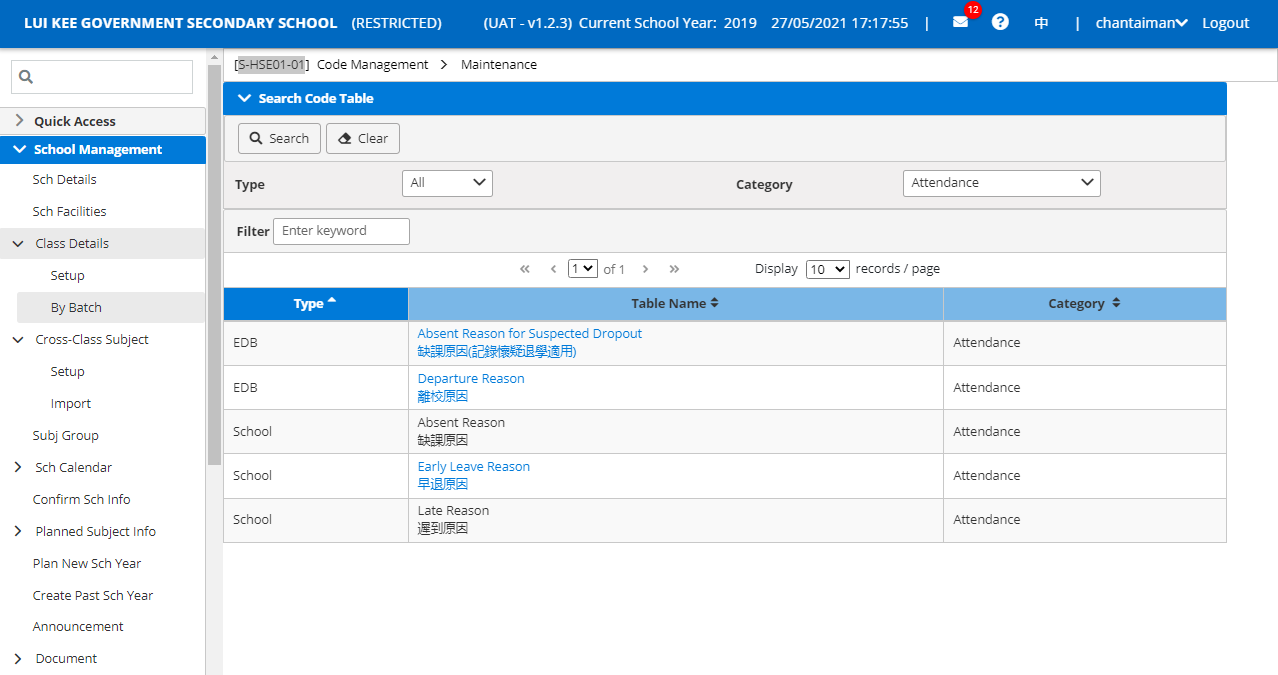 LUI KEE GOVERNMENT SECONDARY SCHOOL (RESTRICTED) (UAT - v1.2.3) Current School Year: 2019 27/05/2021 17:17:55 | 12 ? 中 | chantaiman Logout
[S-HSE01-01] Code Management > Maintenance
Quick Access
School Management
Sch Details
Sch Facilities
Class Details
Setup
By Batch
Cross-Class Subject
Setup
Import
Subj Group
Sch Calendar
Confirm Sch Info
Planned Subject Info
Plan New Sch Year
Create Past Sch Year
Announcement
Document
Search Code Table
Search Clear
Type All Category Attendance
Filter Enter keyword
« ‹ 1 of 1 › » Display 10 records / page
Type Table Name Category
EDB Absent Reason for Suspected Dropout Attendance
缺課原因(記錄懷疑退學適用)
EDB Departure Reason Attendance
離校原因
School Absent Reason Attendance
缺課原因
School Early Leave Reason Attendance
早退原因
School Late Reason Attendance
遲到原因